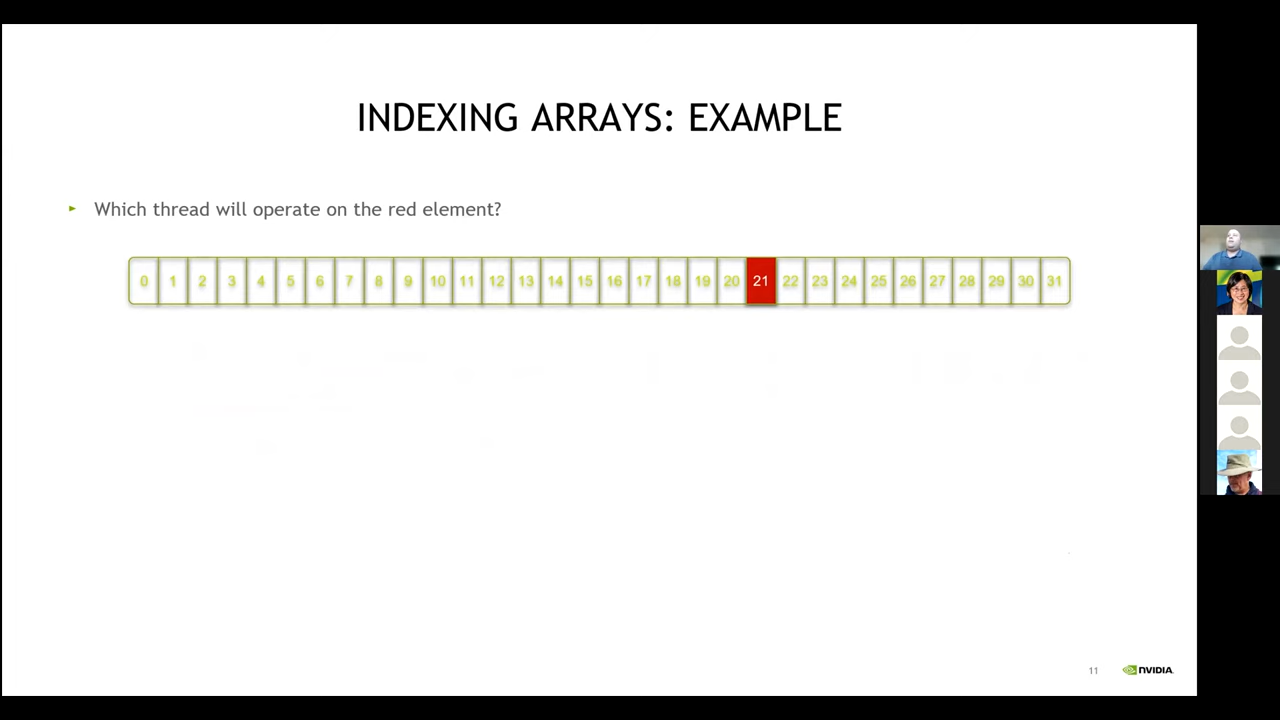 INDEXING ARRAYS: EXAMPLE
Which thread will operate on the red element?
0 1 2 3 4 5 6 7 8 9 10 11 12 13 14 15 16 17 18 19 20 21 22 23 24 25 26 27 28 29 30 31
11 NVIDIA.